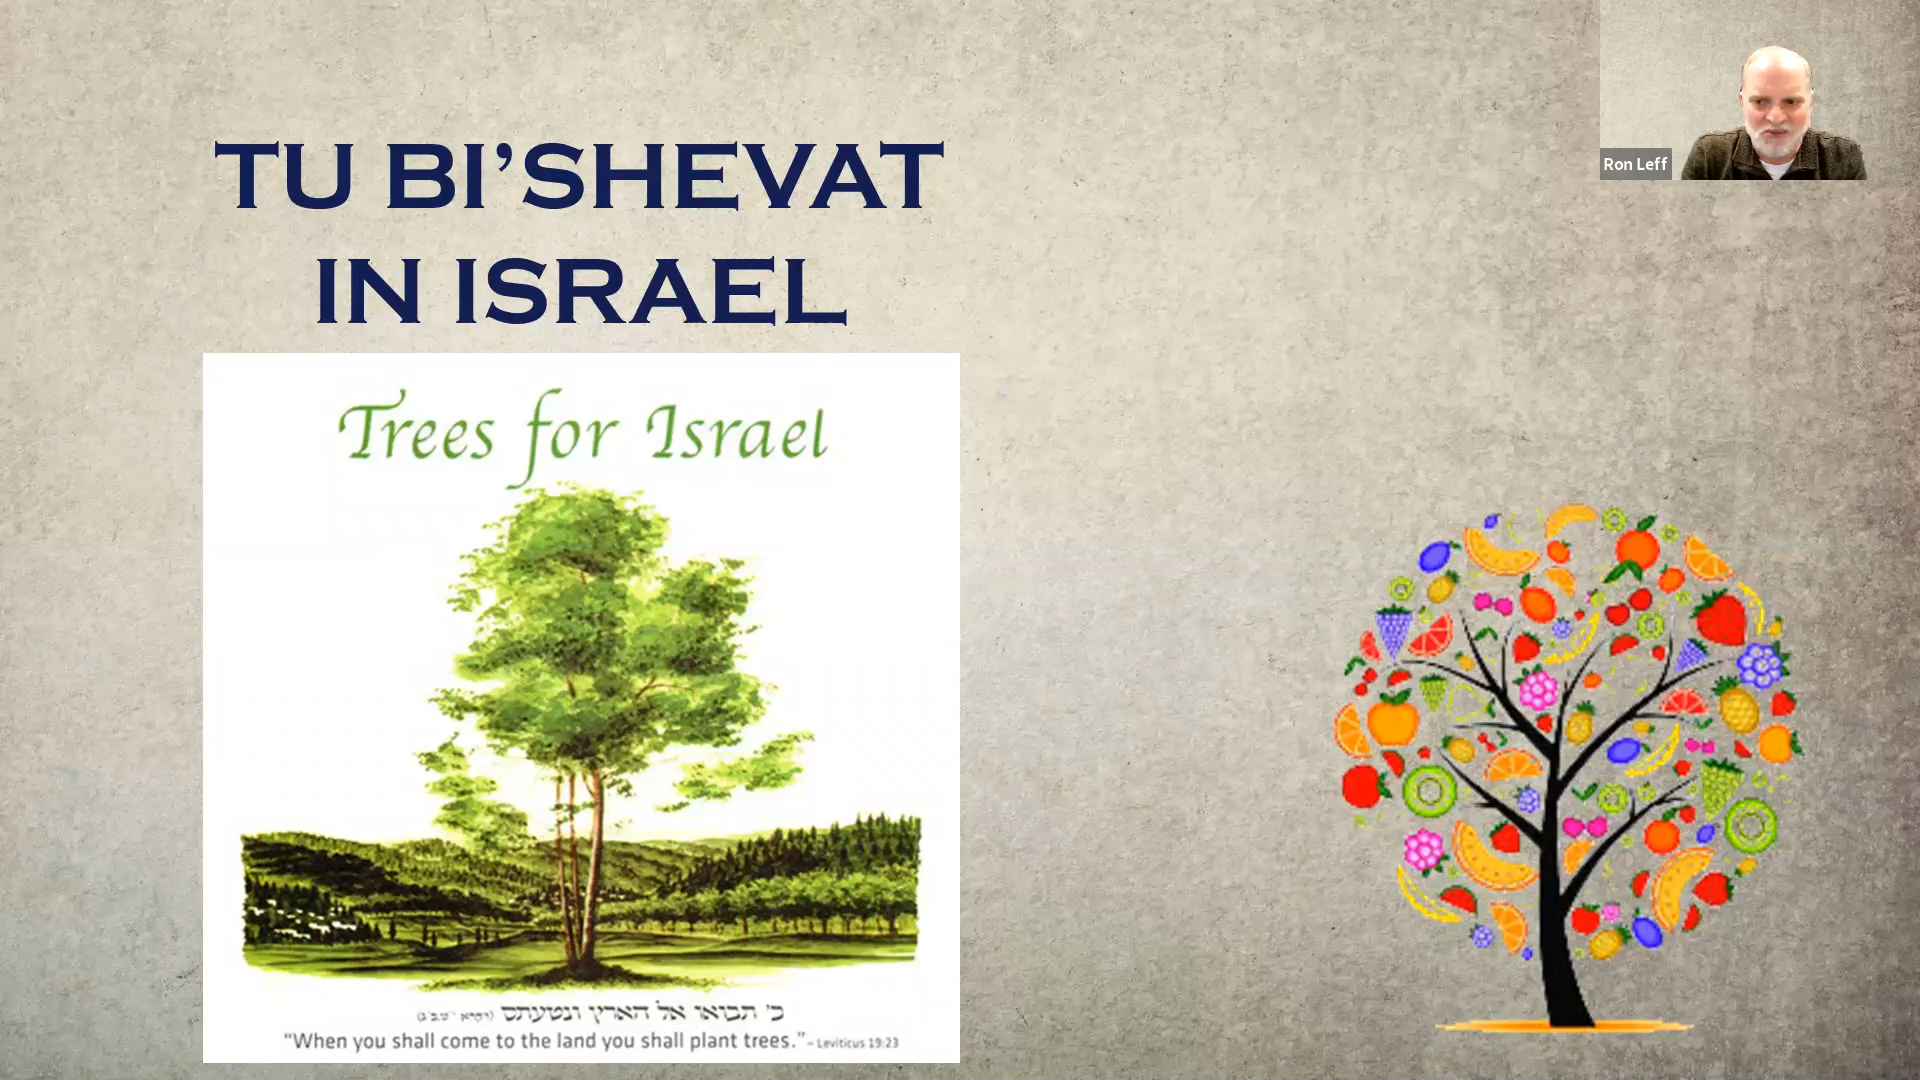 TU BI’SHEVAT
IN ISRAEL
Ron Leff
Trees for Israel
כ׳ תבואו אל הארץ ונטעתם
“When you shall come to the land you shall plant trees.” – Leviticus 19:23